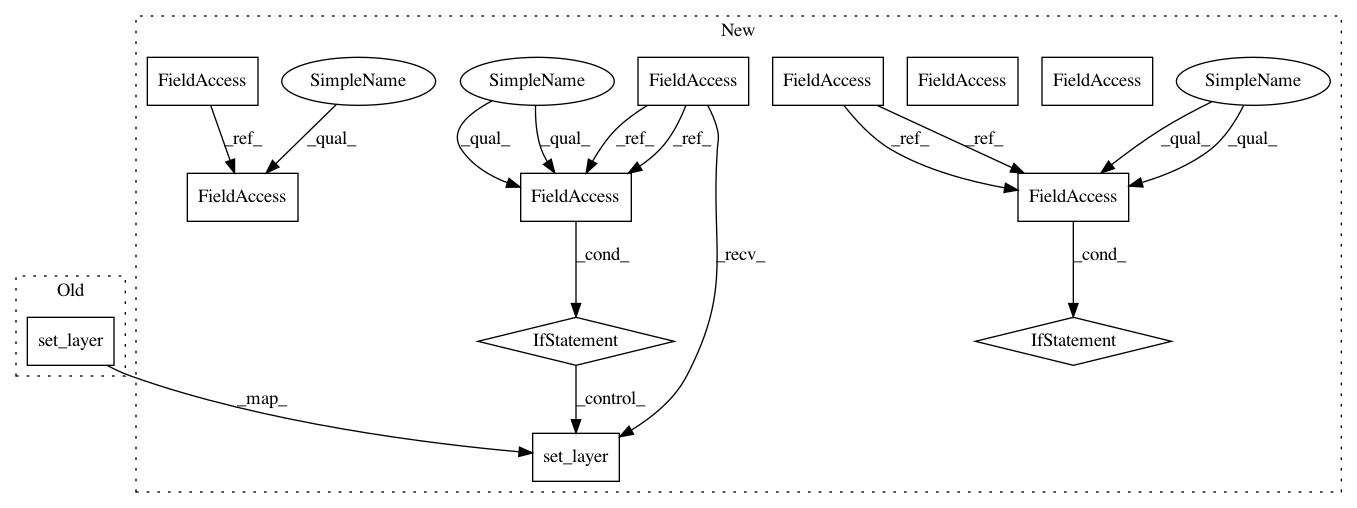 New
FieldAccess
SimpleName
SimpleName
FieldAccess
FieldAccess
FieldAccess
FieldAccess
SimpleName
_ref_
_qual_
_qual_
_qual_
_ref_
_ref_
_ref_
_ref_
_qual_
_qual_
FieldAccess
FieldAccess
FieldAccess
_cond_
_recv_
_cond_
Old
set_layer
IfStatement
IfStatement
_map_
_control_
set_layer